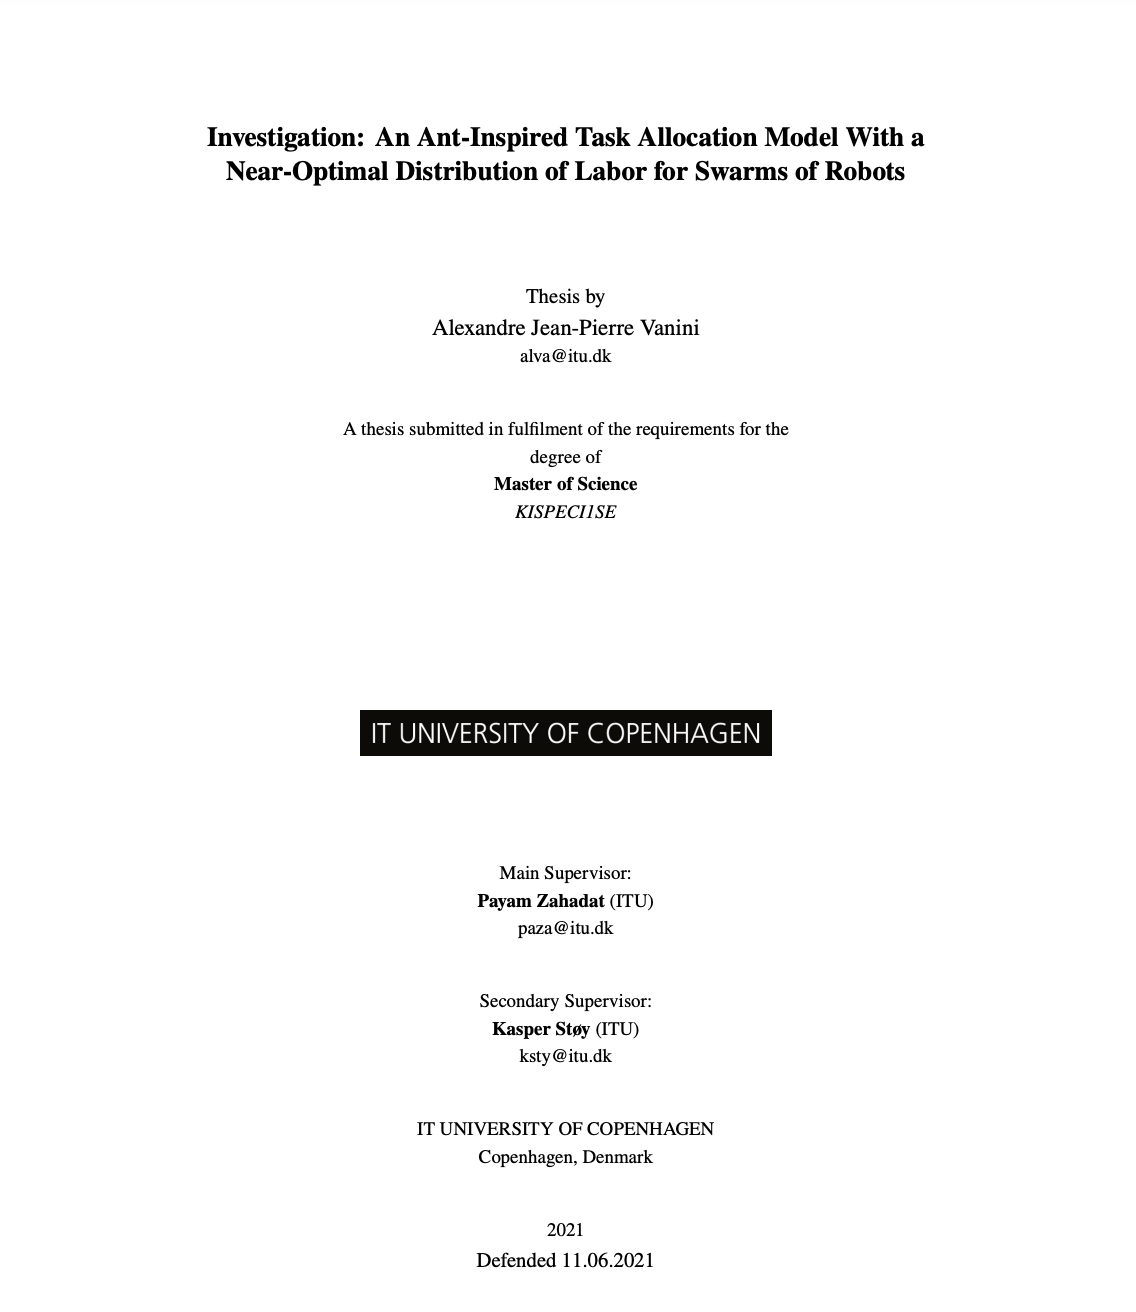 Investigation: An Ant-Inspired Task Allocation Model With a
Near-Optimal Distribution of Labor for Swarms of Robots
Thesis by
Alexandre Jean-Pierre Vanini
alva@itu.dk
A thesis submitted in fulfilment of the requirements for the
degree of
Master of Science
KISPECI1SE
IT UNIVERSITY OF COPENHAGEN
Main Supervisor:
Payam Zahadat (ITU)
paza@itu.dk
Secondary Supervisor:
Kasper Støy (ITU)
ksty@itu.dk
IT UNIVERSITY OF COPENHAGEN
Copenhagen, Denmark
2021
Defended 11.06.2021